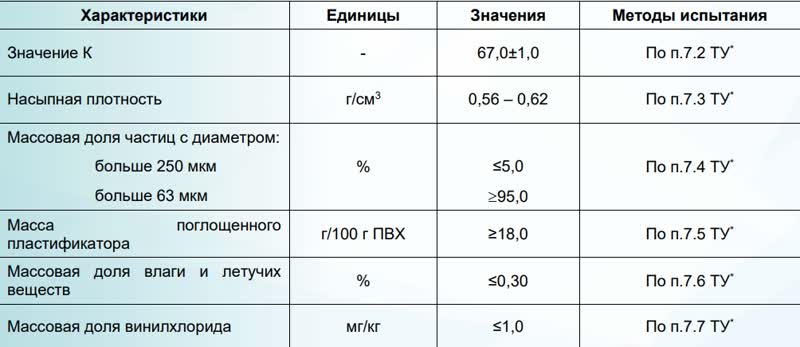 Характеристики Единицы Значения Методы испытания
Значение К - 67,0±1,0 По п.7.2 ТУ*
Насыпная плотность г/см³ 0,56 – 0,62 По п.7.3 ТУ*
Массовая доля частиц с диаметром:
больше 250 мкм % ≤5,0 По п.7.4 ТУ*
больше 63 мкм ≥95,0
Масса поглощенного
пластификатора г/100 г ПВХ ≥18,0 По п.7.5 ТУ*
Массовая доля влаги и летучих
веществ % ≤0,30 По п.7.6 ТУ*
Массовая доля винилхлорида мг/кг ≤1,0 По п.7.7 ТУ*